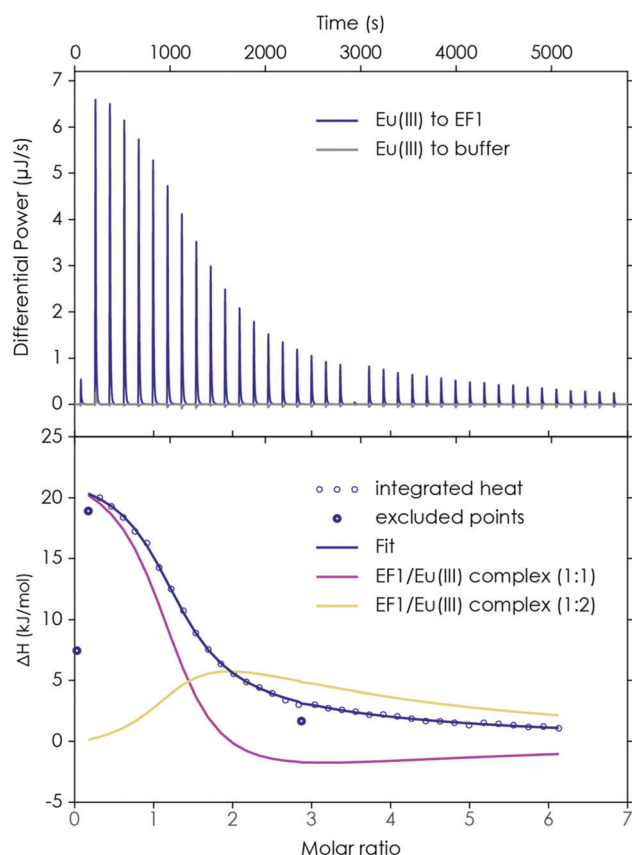 Time (s)
0 1000 2000 3000 4000 5000
7
6
5
4
3
2
1
0
Differential Power (µJ/s)
Eu(III) to EF1
Eu(III) to buffer
25
20
15
10
5
0
-5
ΔH (kJ/mol)
integrated heat
excluded points
Fit
EF1/Eu(III) complex (1:1)
EF1/Eu(III) complex (1:2)
0 1 2 3 4 5 6 7
Molar ratio